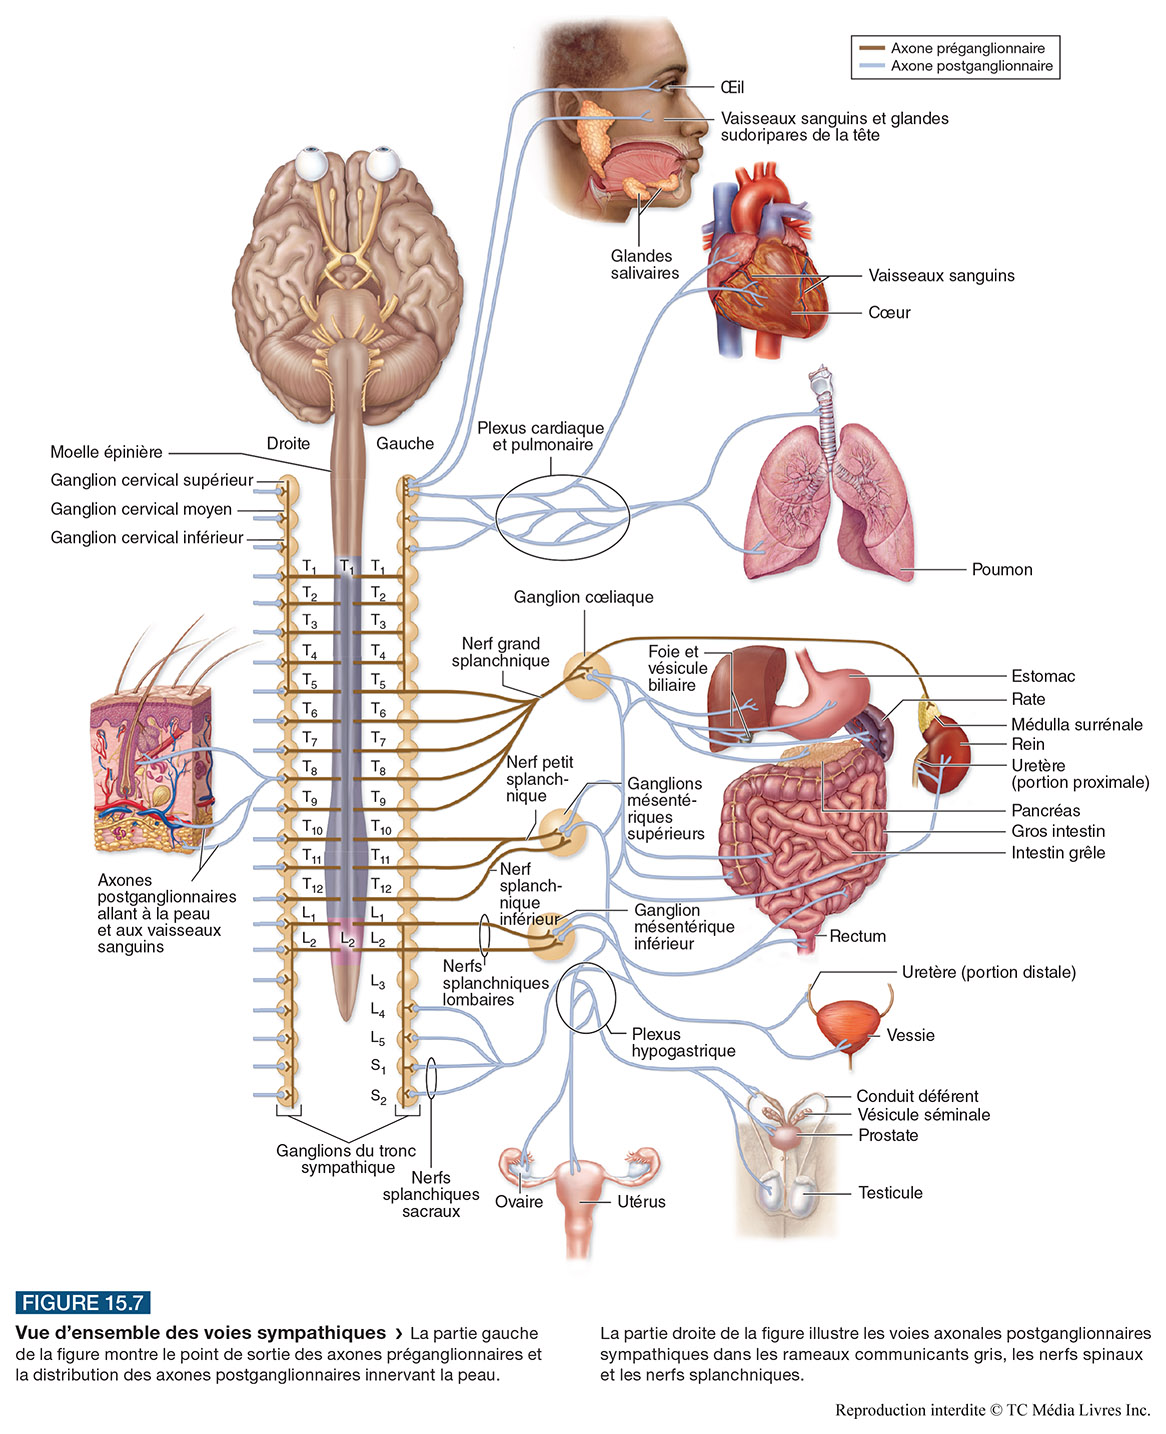 Axone préganglionnaire
Axone postganglionnaire
Œil
Vaisseaux sanguins et glandes
sudoripares de la tête
Glandes
salivaires
Vaisseaux sanguins
Cœur
Plexus cardiaque
et pulmonaire
Droite
Gauche
Moelle épinière
Ganglion cervical supérieur
Ganglion cervical moyen
Ganglion cervical inférieur
Poumon
T1 T1 T1
T2 T2
T3 T3
T4 T4
T5 T5
T6 T6
T7 T7
T8 T8
T9 T9
T10 T10
T11 T11
T12 T12
L1 L1
L2 L2 L2
L3
L4
L5
S1
S2
Ganglion cœliaque
Nerf grand
splanchnique
Foie et
vésicule
biliaire
Estomac
Rate
Médulla surrénale
Rein
Uretère
(portion proximale)
Pancréas
Gros intestin
Intestin grêle
Nerf petit
splanch-
nique
Ganglions
mésenté-
riques
supérieurs
Nerf
splanch-
nique
inférieur
Ganglion
mésentérique
inférieur
Rectum
Axones
postganglionnaires
allant à la peau
et aux vaisseaux
sanguins
Nerfs
splanchniques
lombaires
Uretère (portion distale)
Vessie
Plexus
hypogastrique
Conduit déférent
Vésicule séminale
Prostate
Testicule
Ganglions du tronc
sympathique
Nerfs
splanchiques
sacraux
Ovaire
Utérus
FIGURE 15.7
Vue d’ensemble des voies sympathiques › La partie gauche
de la figure montre le point de sortie des axones préganglionnaires et
la distribution des axones postganglionnaires innervant la peau.
La partie droite de la figure illustre les voies axonales postganglionnaires
sympathiques dans les rameaux communicants gris, les nerfs spinaux
et les nerfs splanchniques.
Reproduction interdite © TC Média Livres Inc.